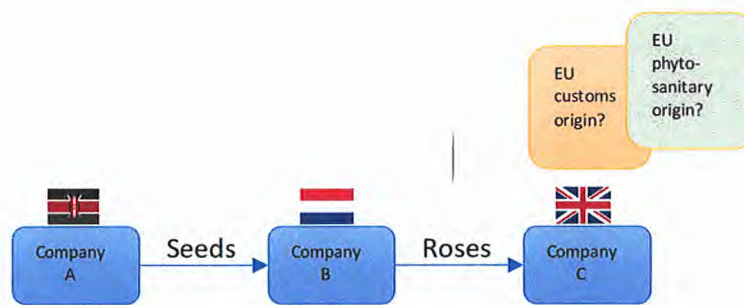 EU
customs
origin?
EU
phyto-
sanitary
origin?
Company
A
Seeds
Company
B
Roses
Company
C